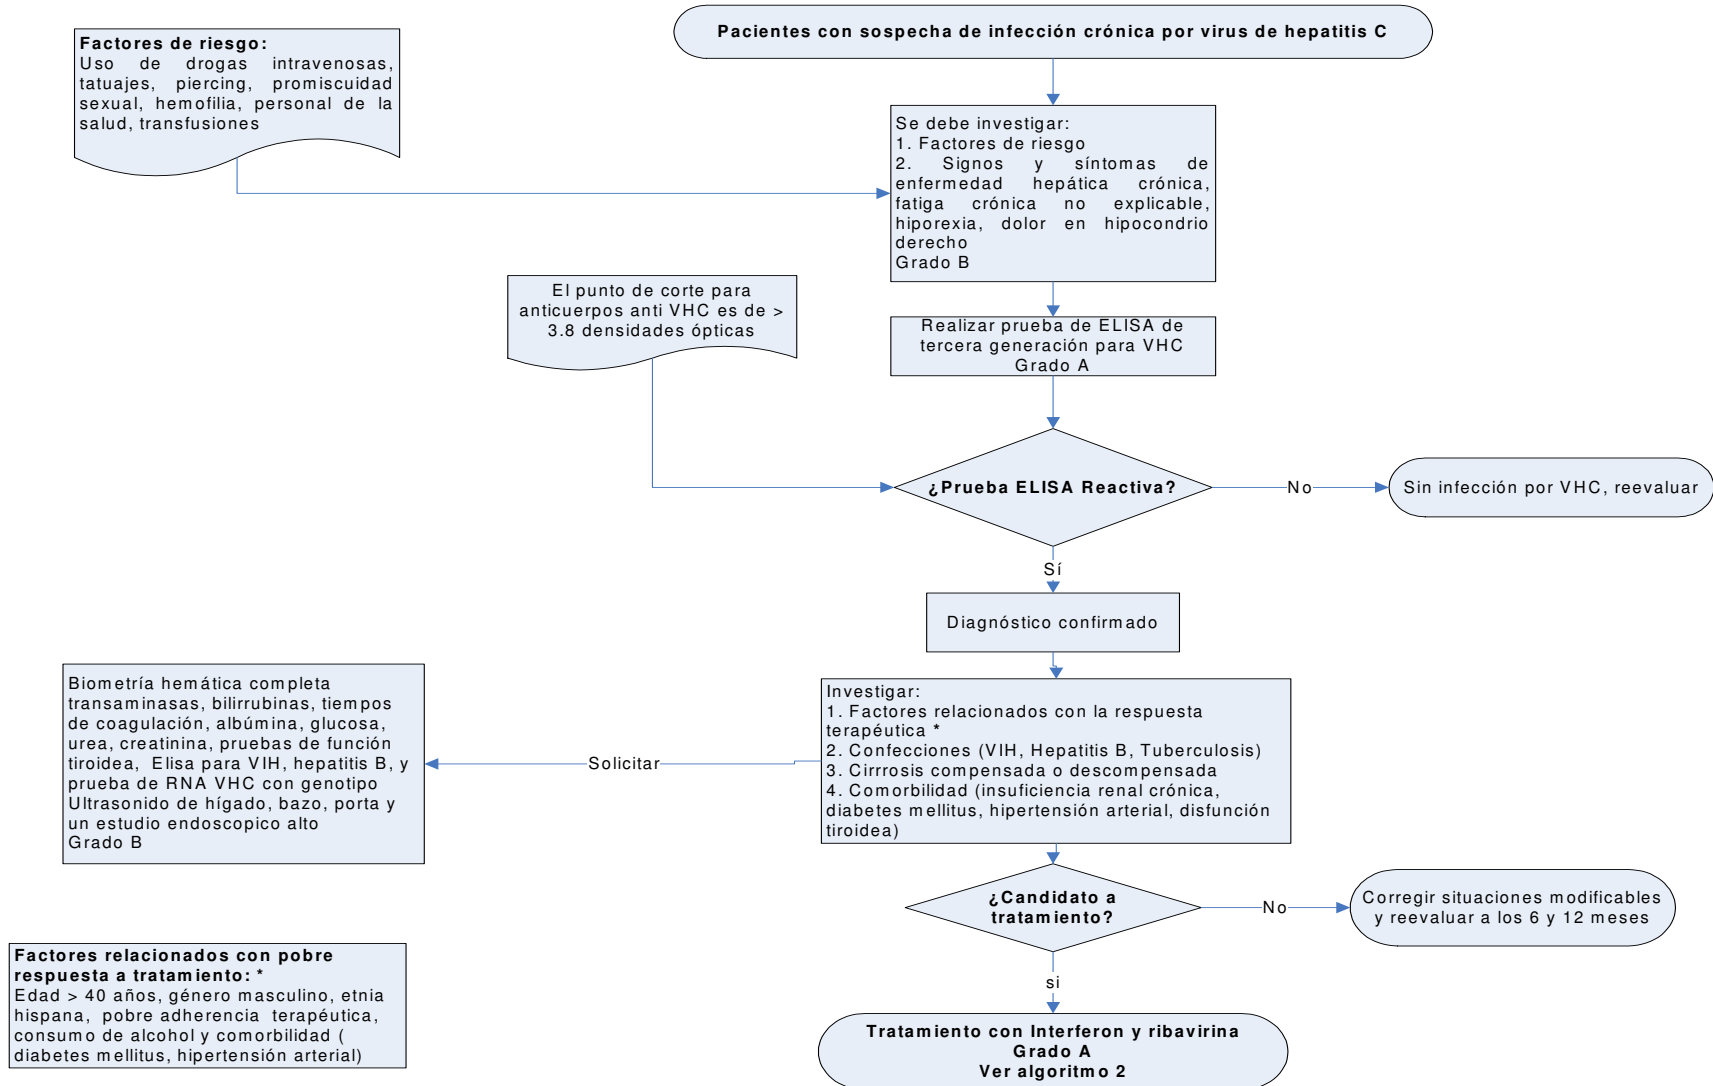 Pacientes con sospecha de infección crónica por virus de hepatitis C
Factores de riesgo:
Uso de drogas intravenosas,
tatuajes, piercing, promiscuidad
sexual, hemofilia, personal de la
salud, transfusiones
Se debe investigar:
1. Factores de riesgo
2. Signos y síntomas de
enfermedad hepática crónica,
fatiga crónica no explicable,
hiporexia, dolor en hipocondrio
derecho
Grado B
El punto de corte para
anticuerpos anti VHC es de >
3.8 densidades ópticas
Realizar prueba de ELISA de
tercera generación para VHC
Grado A
¿Prueba ELISA Reactiva?
No
Sin infección por VHC, reevaluar
Sí
Diagnóstico confirmado
Investigar:
1. Factores relacionados con la respuesta
terapéutica *
2. Confecciones (VIH, Hepatitis B, Tuberculosis)
3. Cirrrosis compensada o descompensada
4. Comorbilidad (insuficiencia renal crónica,
diabetes mellitus, hipertensión arterial, disfunción
tiroidea)
Solicitar
Biometría hemática completa
transaminasas, bilirrubinas, tiempos
de coagulación, albúmina, glucosa,
urea, creatinina, pruebas de función
tiroidea, Elisa para VIH, hepatitis B, y
prueba de RNA VHC con genotipo
Ultrasonido de hígado, bazo, porta y
un estudio endoscopico alto
Grado B
¿Candidato a
tratamiento?
No
Corregir situaciones modificables
y reevaluar a los 6 y 12 meses
si
Factores relacionados con pobre
respuesta a tratamiento: *
Edad > 40 años, género masculino, etnia
hispana, pobre adherencia terapéutica,
consumo de alcohol y comorbilidad (
diabetes mellitus, hipertensión arterial)
Tratamiento con Interferon y ribavirina
Grado A
Ver algoritmo 2